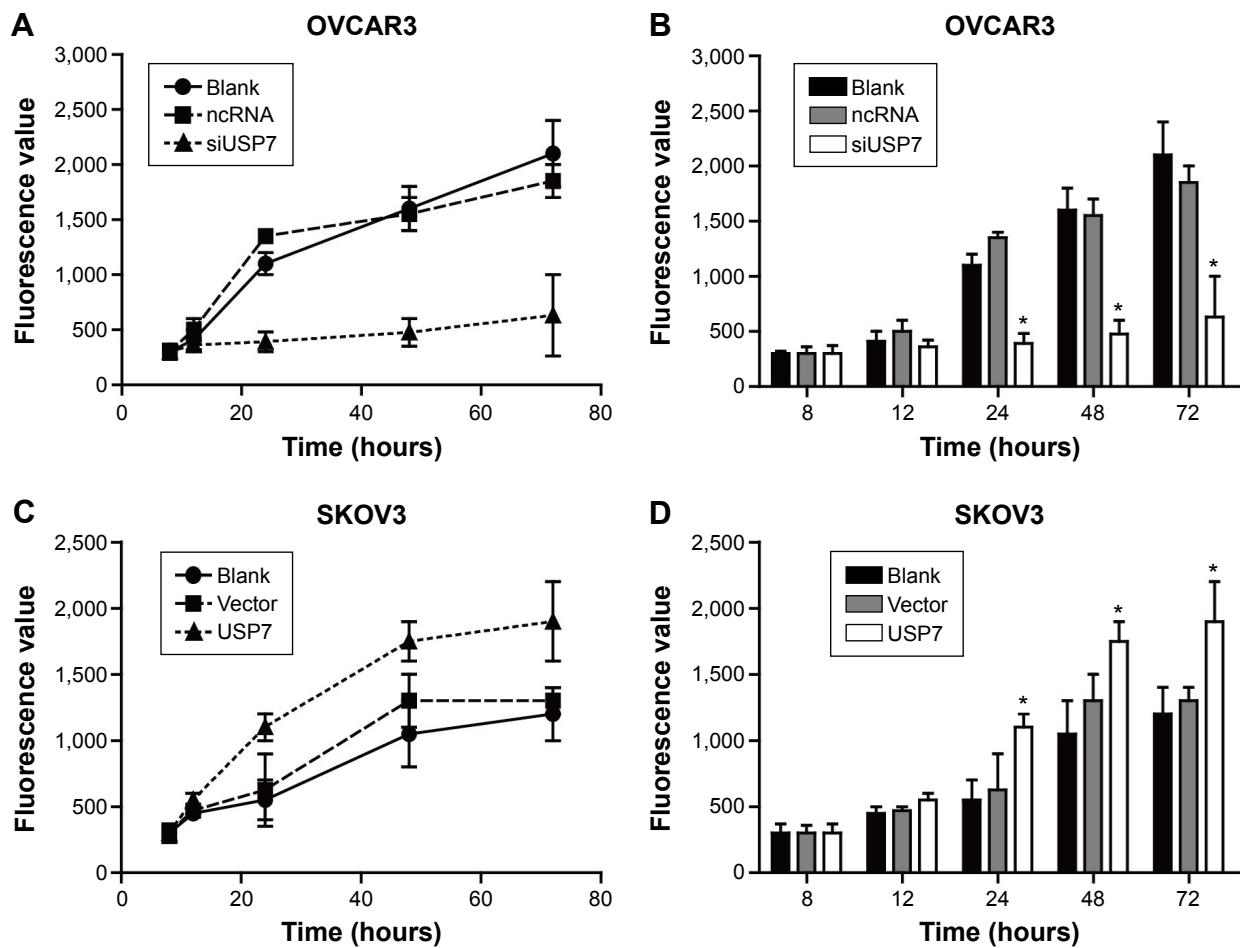 A
OVCAR3
3,000
2,500
2,000
1,500
1,000
500
0
Fluorescence value
Blank
ncRNA
siUSP7
0
20
40
60
80
Time (hours)
B
OVCAR3
3,000
2,500
2,000
1,500
1,000
500
0
Fluorescence value
Blank
ncRNA
siUSP7
*
*
*
8
12
24
48
72
Time (hours)
C
SKOV3
2,500
2,000
1,500
1,000
500
0
Fluorescence value
Blank
Vector
USP7
0
20
40
60
80
Time (hours)
D
SKOV3
2,500
2,000
1,500
1,000
500
0
Fluorescence value
Blank
Vector
USP7
*
*
*
8
12
24
48
72
Time (hours)